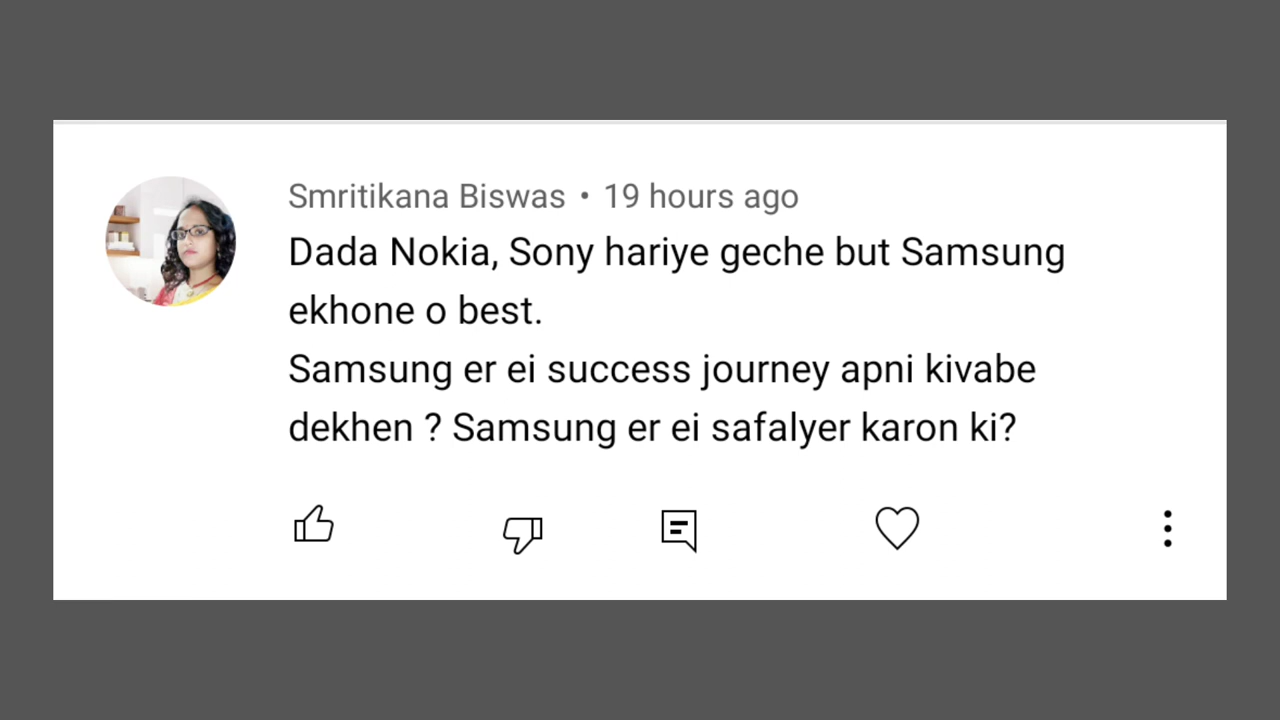 Smritikana Biswas • 19 hours ago
Dada Nokia, Sony hariye geche but Samsung
ekhone o best.
Samsung er ei success journey apni kivabe
dekhen ? Samsung er ei safalyer karon ki?